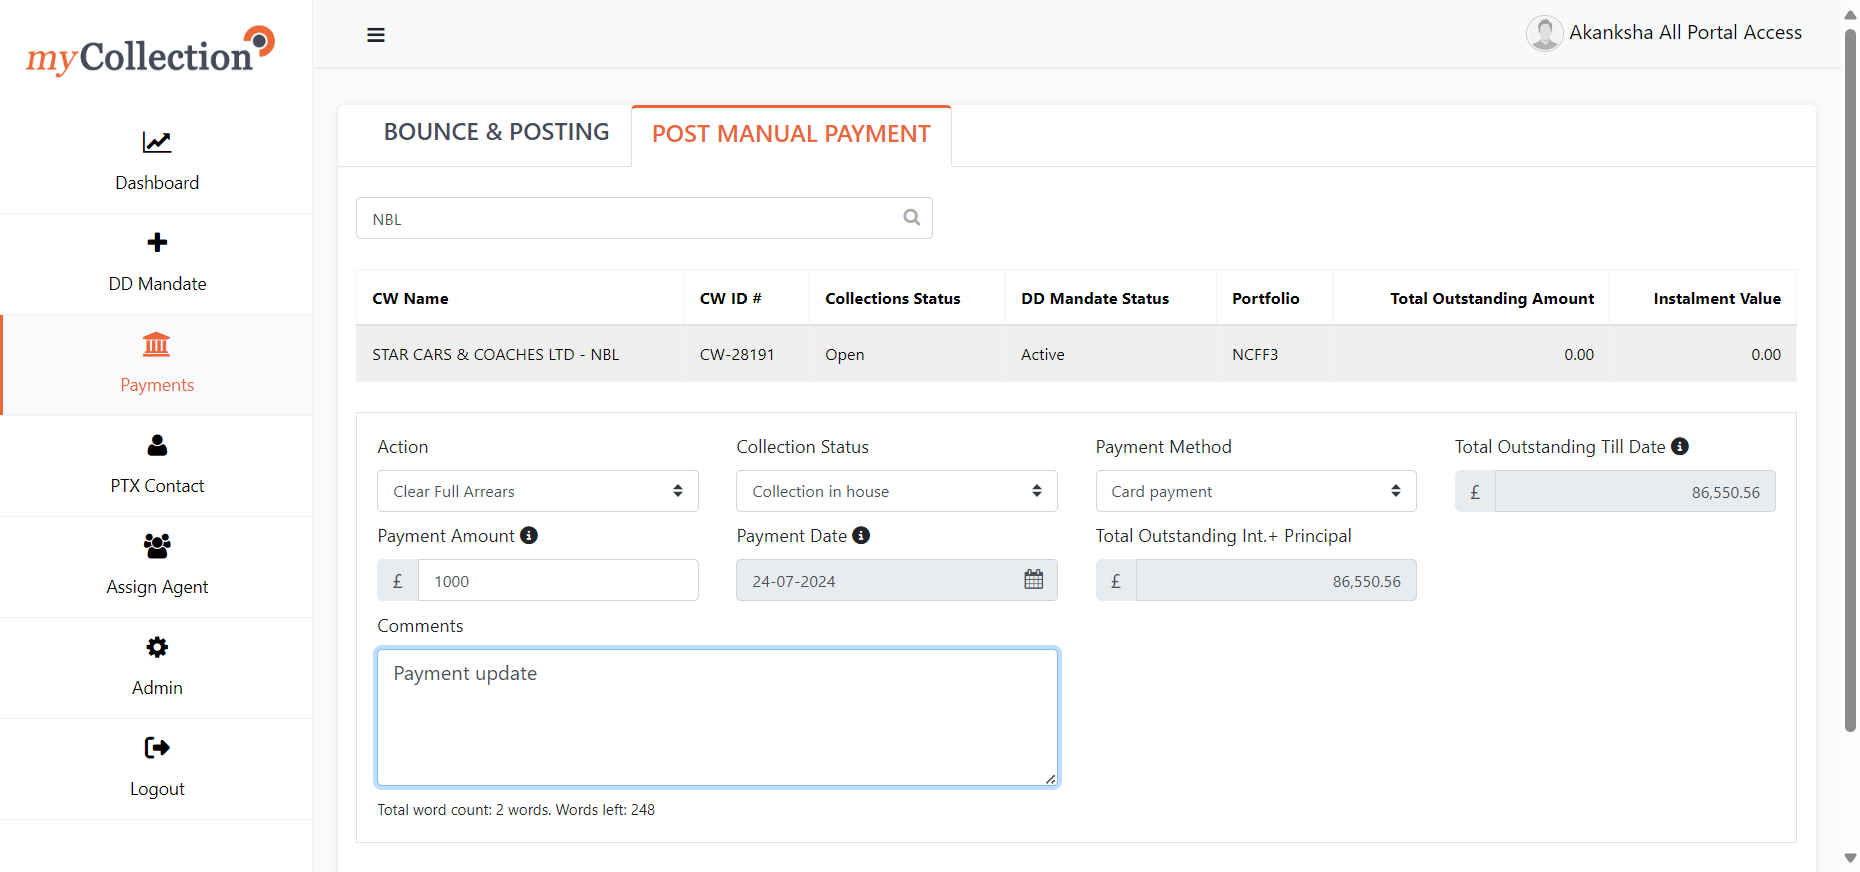 myCollection
Akanksha All Portal Access
Dashboard
DD Mandate
Payments
PTX Contact
Assign Agent
Admin
Logout
BOUNCE & POSTING
POST MANUAL PAYMENT
NBL
CW Name CW ID # Collections Status DD Mandate Status Portfolio Total Outstanding Amount Instalment Value
STAR CARS & COACHES LTD - NBL CW-28191 Open Active NCFF3 0.00 0.00
Action Collection Status Payment Method Total Outstanding Till Date
Clear Full Arrears Collection in house Card payment £ 86,550.56
Payment Amount Payment Date Total Outstanding Int.+ Principal
£ 1000 24-07-2024 £ 86,550.56
Comments
Payment update
Total word count: 2 words. Words left: 248